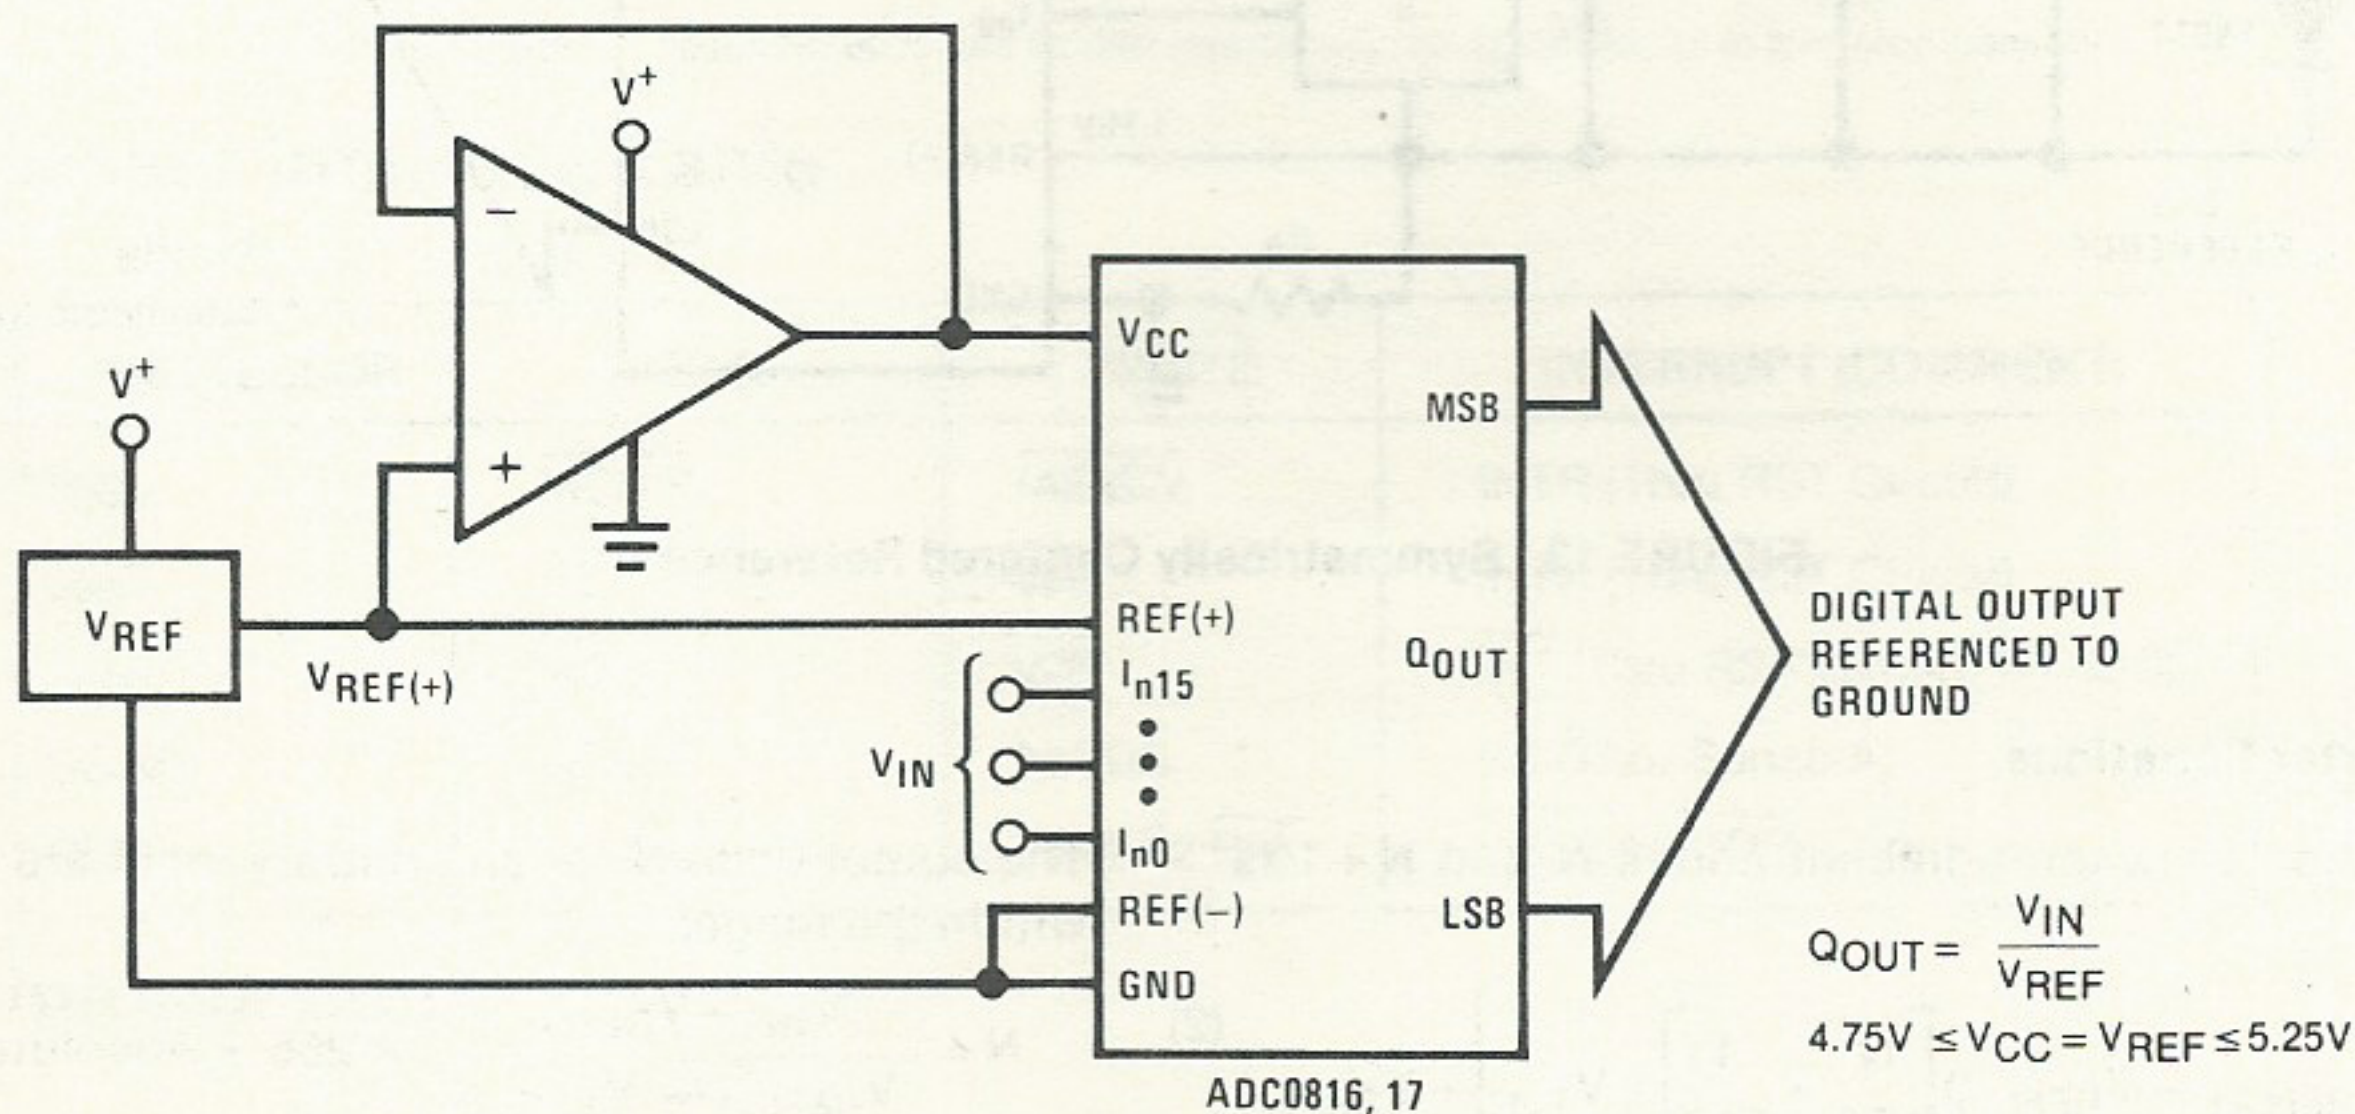 V+
−
+
V+
VREF
VREF(+)
VCC
REF(+)
In15
VIN
In0
REF(−)
GND
MSB
QOUT
LSB
ADC0816, 17
DIGITAL OUTPUT
REFERENCED TO
GROUND
QOUT = VIN
VREF
4.75V ≤ VCC = VREF ≤ 5.25V